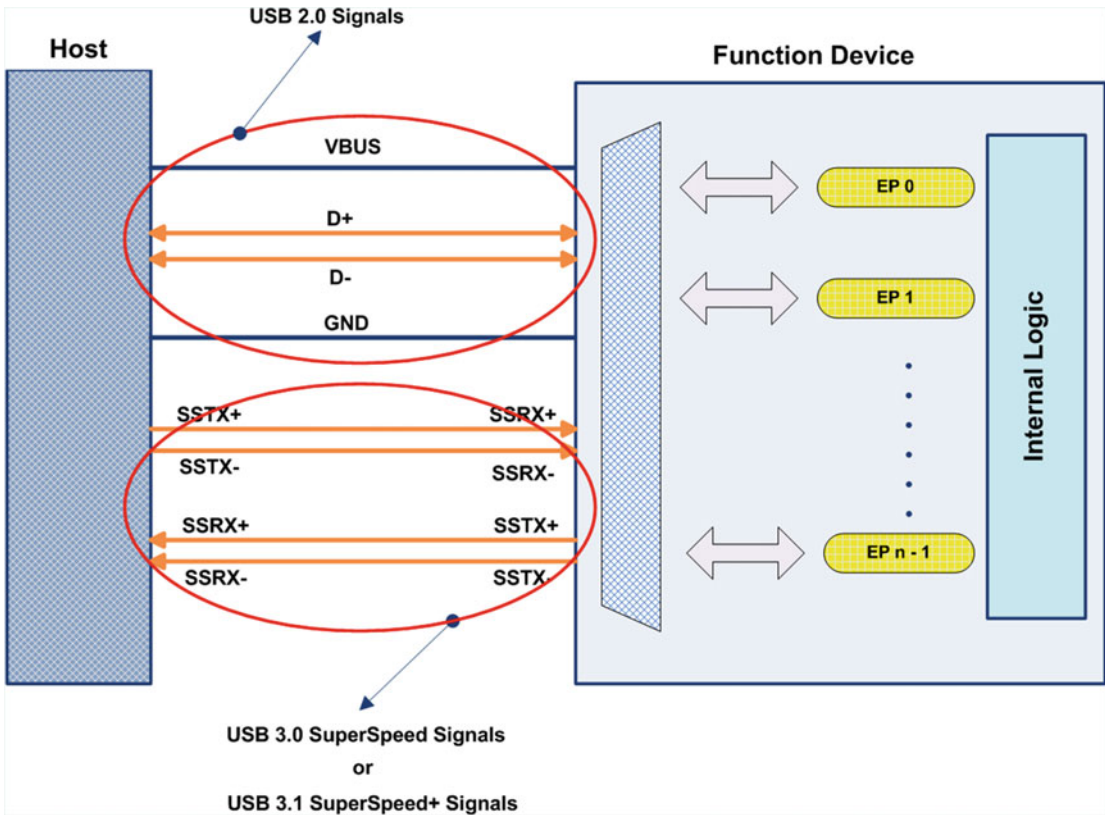 USB 2.0 Signals
Host
Function Device
VBUS
D+
D-
GND
SSTX+
SSRX+
SSTX-
SSRX-
SSRX+
SSTX+
SSRX-
SSTX-
EP 0
EP 1
EP n - 1
Internal Logic
USB 3.0 SuperSpeed Signals
or
USB 3.1 SuperSpeed+ Signals